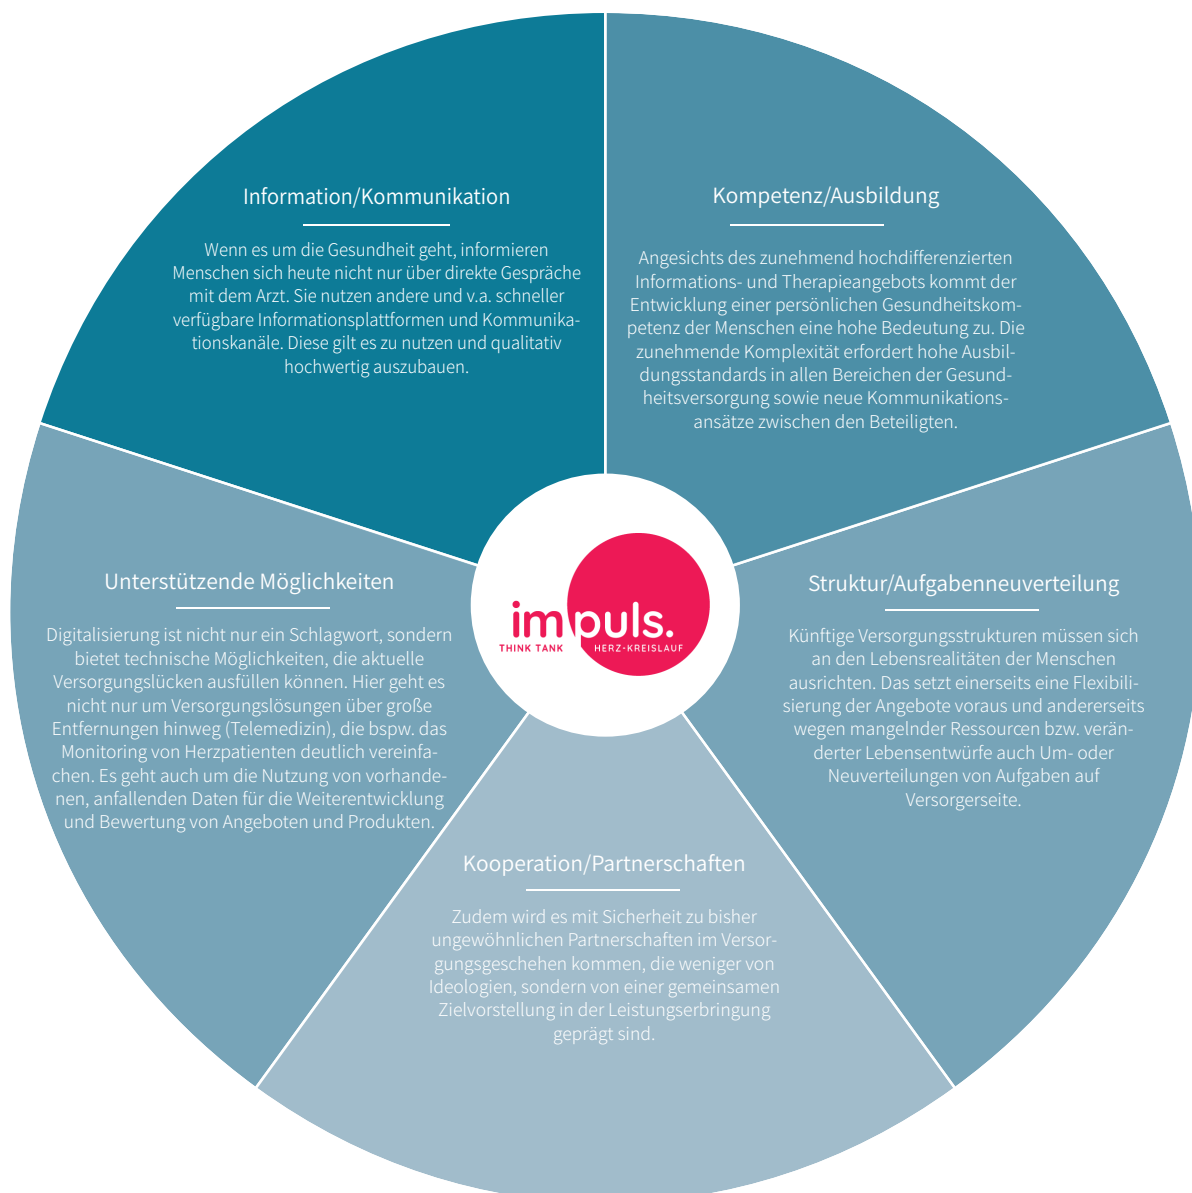 Information/Kommunikation
Wenn es um die Gesundheit geht, informieren
Menschen sich heute nicht nur über direkte Gespräche
mit dem Arzt. Sie nutzen andere und v.a. schneller
verfügbare Informationsplattformen und Kommunika-
tionskanäle. Diese gilt es zu nutzen und qualitativ
hochwertig auszubauen.
Kompetenz/Ausbildung
Angesichts des zunehmend hochdifferenzierten
Informations- und Therapieangebots kommt der
Entwicklung einer persönlichen Gesundheitskom-
petenz der Menschen eine hohe Bedeutung zu. Die
zunehmende Komplexität erfordert hohe Ausbil-
dungsstandards in allen Bereichen der Gesund-
heitsversorgung sowie neue Kommunikations-
ansätze zwischen den Beteiligten.
Unterstützende Möglichkeiten
Digitalisierung ist nicht nur ein Schlagwort, sondern
bietet technische Möglichkeiten, die aktuelle
Versorgungslücken ausfüllen können. Hier geht es
nicht nur um Versorgungslösungen über große
Entfernungen hinweg (Telemedizin), die bspw. das
Monitoring von Herzpatienten deutlich vereinfa-
chen. Es geht auch um die Nutzung von vorhande-
nen, anfallenden Daten für die Weiterentwicklung
und Bewertung von Angeboten und Produkten.
impuls.
THINK TANK HERZ-KREISLAUF
Struktur/Aufgabenneuverteilung
Künftige Versorgungsstrukturen müssen sich
an den Lebensrealitäten der Menschen
ausrichten. Das setzt einerseits eine Flexibili-
sierung der Angebote voraus und andererseits
wegen mangelnder Ressourcen bzw. verän-
derter Lebensentwürfe auch Um- oder
Neuverteilungen von Aufgaben auf
Versorgerseite.
Kooperation/Partnerschaften
Zudem wird es mit Sicherheit zu bisher
ungewöhnlichen Partnerschaften im Versor-
gungsgeschehen kommen, die weniger von
Ideologien, sondern von einer gemeinsamen
Zielvorstellung in der Leistungserbringung
geprägt sind.